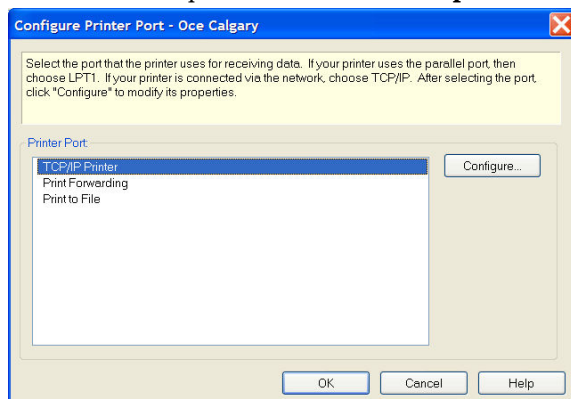 Configure Printer Port - Oce Calgary
Select the port that the printer uses for receiving data. If your printer uses the parallel port, then
choose LPT1. If your printer is connected via the network, choose TCP/IP. After selecting the port,
click "Configure" to modify its properties.
Printer Port
TCP/IP Printer
Configure...
Print Forwarding
Print to File
OK
Cancel
Help